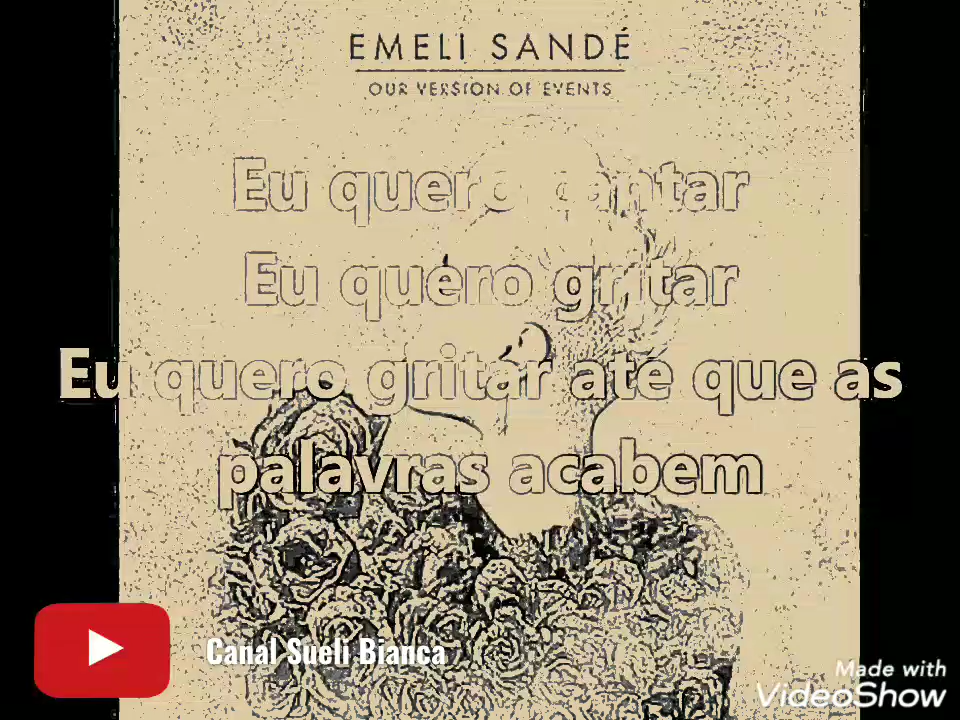 EMELI SANDÉ
OUR VERSION OF EVENTS
Eu quero cantar
Eu quero gritar
Eu quero gritar até que as
palavras acabem
Canal Sueli Bianca
Made with
VideoShow